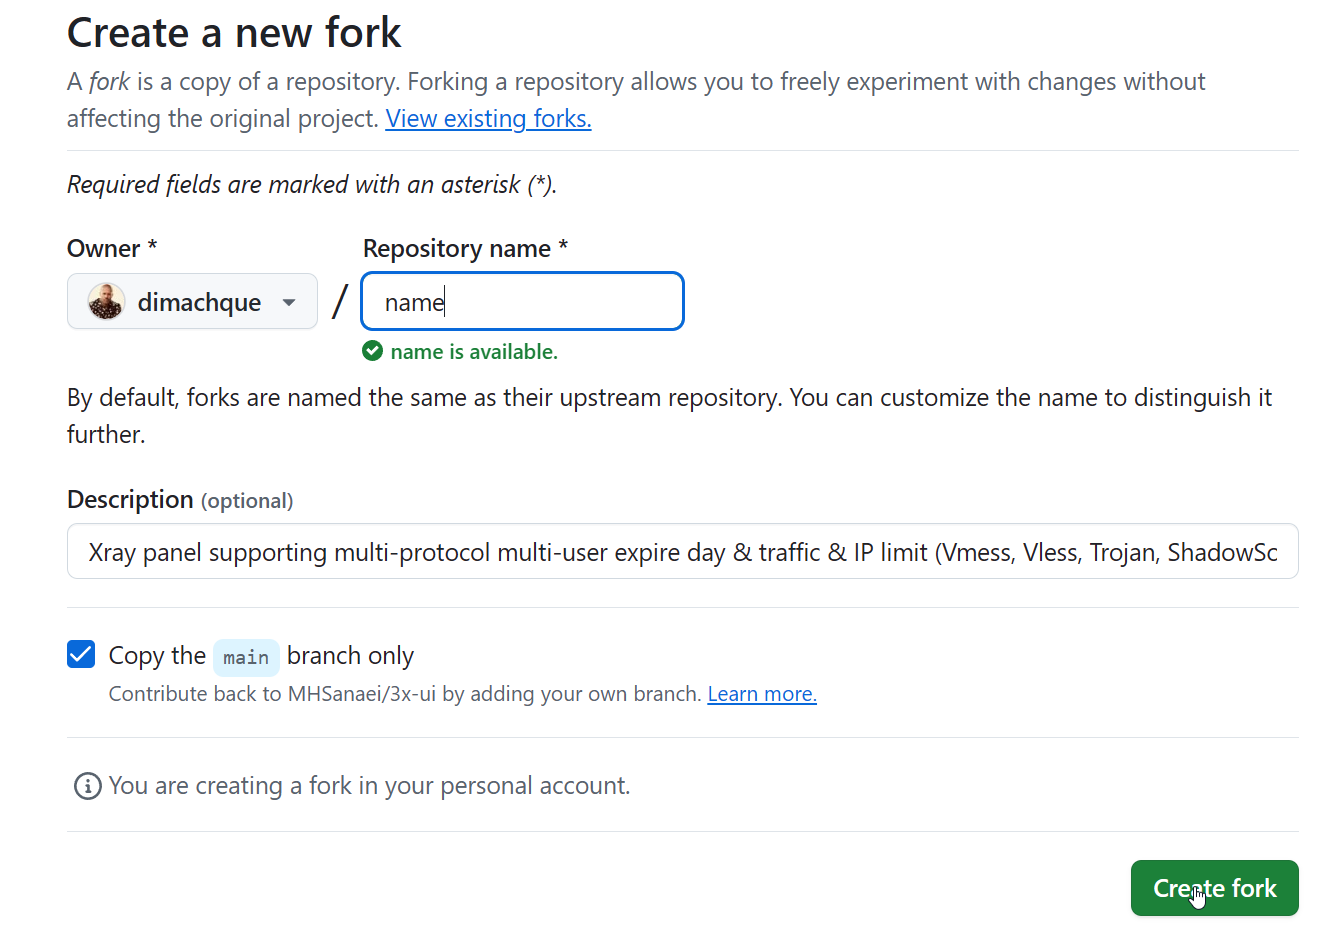 Create a new fork
A fork is a copy of a repository. Forking a repository allows you to freely experiment with changes without
affecting the original project. View existing forks.
Required fields are marked with an asterisk (*).
Owner * Repository name *
dimachque / name
name is available.
By default, forks are named the same as their upstream repository. You can customize the name to distinguish it
further.
Description (optional)
Xray panel supporting multi-protocol multi-user expire day & traffic & IP limit (Vmess, Vless, Trojan, ShadowSc
Copy the main branch only
Contribute back to MHSanaei/3x-ui by adding your own branch. Learn more.
You are creating a fork in your personal account.
Create fork